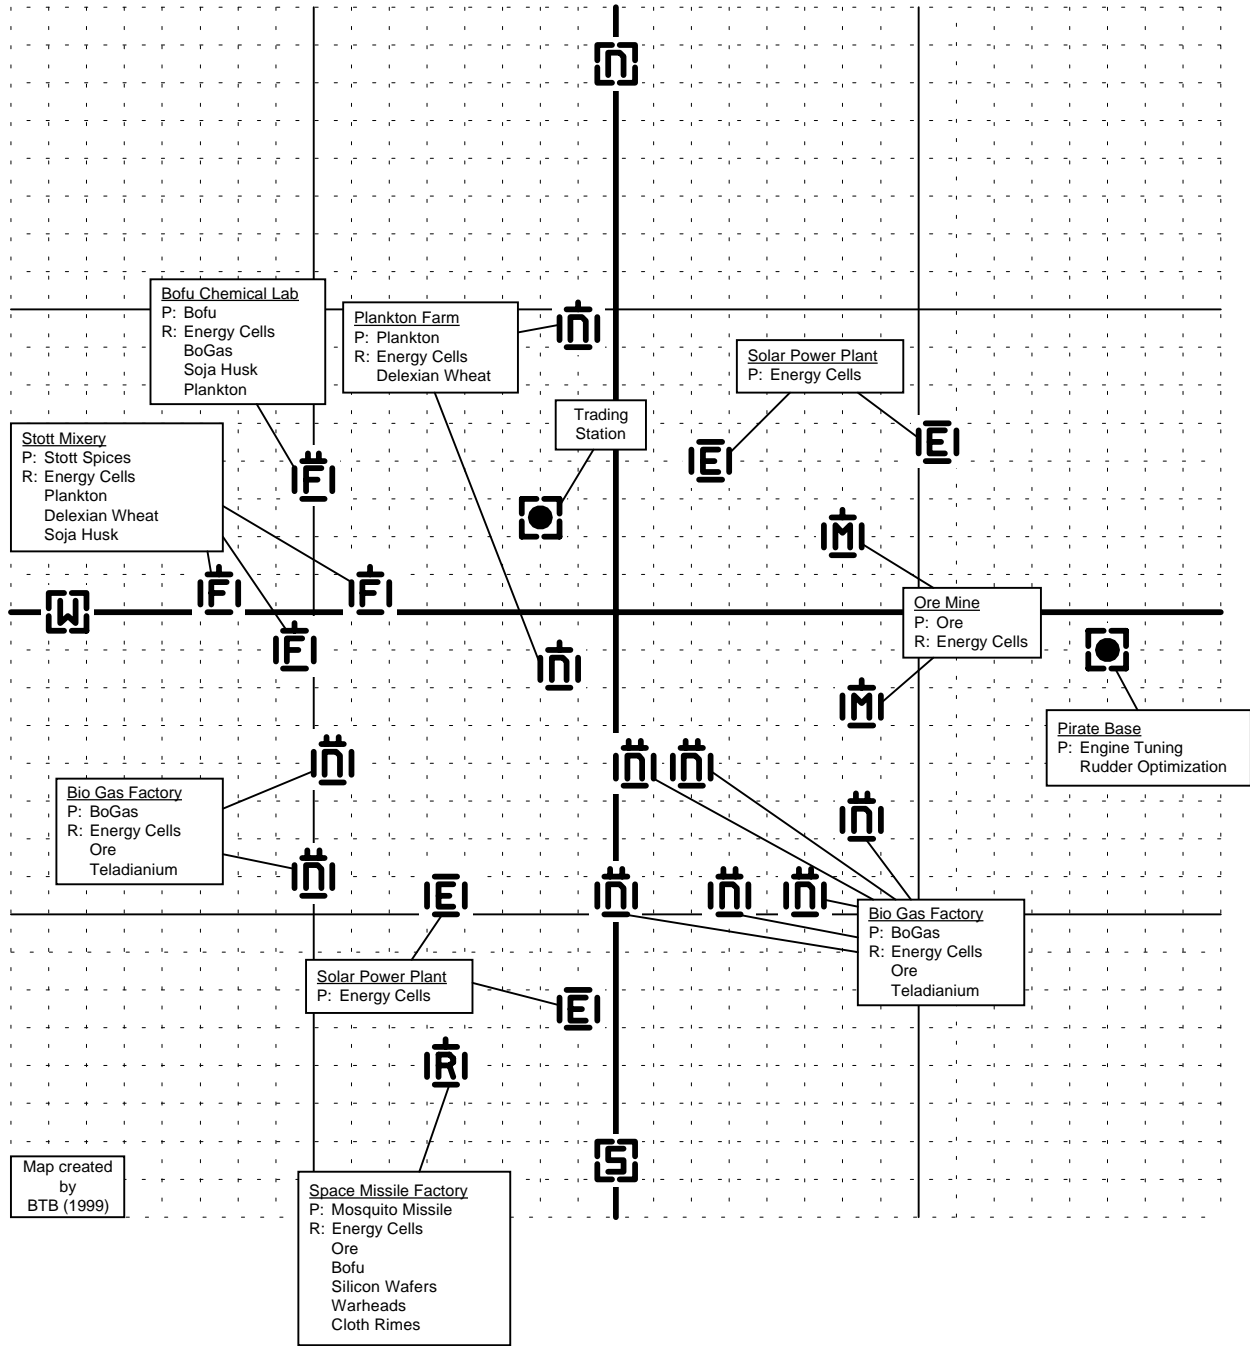 n
Bofu Chemical Lab
P: Bofu
R: Energy Cells
BoGas
Soja Husk
Plankton
Plankton Farm
P: Plankton
R: Energy Cells
Delexian Wheat
n
Solar Power Plant
P: Energy Cells
Trading
Station
E
E
Stott Mixery
P: Stott Spices
R: Energy Cells
Plankton
Delexian Wheat
Soja Husk
F
M
W
F
F
F
Ore Mine
P: Ore
R: Energy Cells
n
M
Pirate Base
P: Engine Tuning
Rudder Optimization
n
n
n
n
Bio Gas Factory
P: BoGas
R: Energy Cells
Ore
Teladianium
n
E
n
n
n
Bio Gas Factory
P: BoGas
R: Energy Cells
Ore
Teladianium
Solar Power Plant
P: Energy Cells
E
R
S
Map created
by
BTB (1999)
Space Missile Factory
P: Mosquito Missile
R: Energy Cells
Ore
Bofu
Silicon Wafers
Warheads
Cloth Rimes